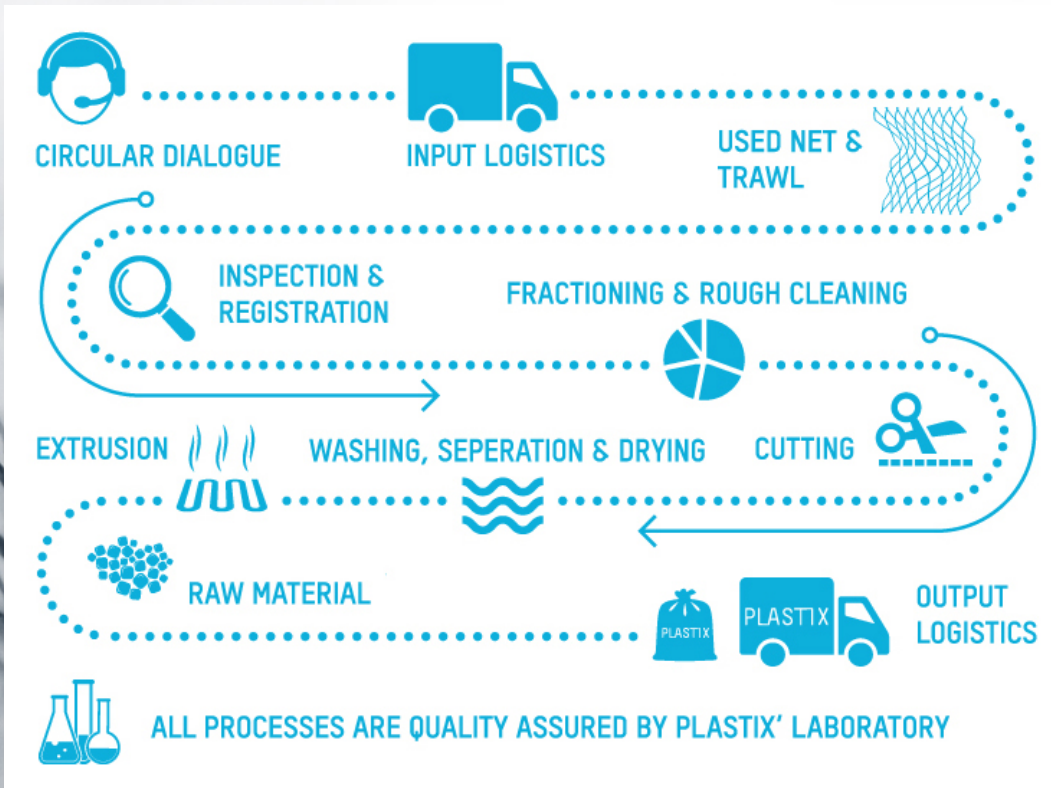 CIRCULAR DIALOGUE
INPUT LOGISTICS
USED NET &
TRAWL
INSPECTION &
REGISTRATION
FRACTIONING & ROUGH CLEANING
EXTRUSION
WASHING, SEPERATION & DRYING
CUTTING
RAW MATERIAL
PLASTIX
PLASTIX
OUTPUT
LOGISTICS
ALL PROCESSES ARE QUALITY ASSURED BY PLASTIX' LABORATORY